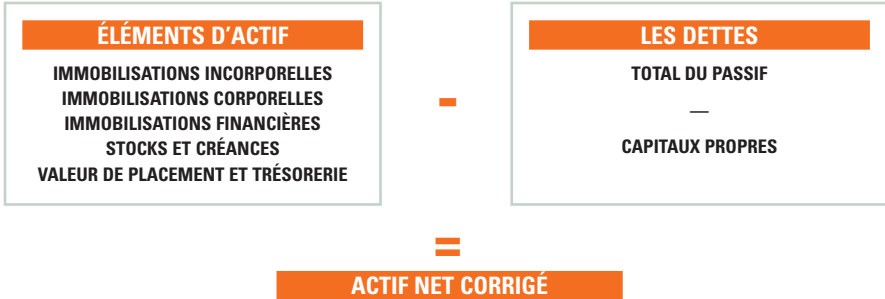 ÉLÉMENTS D'ACTIF
IMMOBILISATIONS INCORPORELLES
IMMOBILISATIONS CORPORELLES
IMMOBILISATIONS FINANCIÈRES
STOCKS ET CRÉANCES
VALEUR DE PLACEMENT ET TRÉSORERIE
-
LES DETTES
TOTAL DU PASSIF
—
CAPITAUX PROPRES
=
ACTIF NET CORRIGÉ